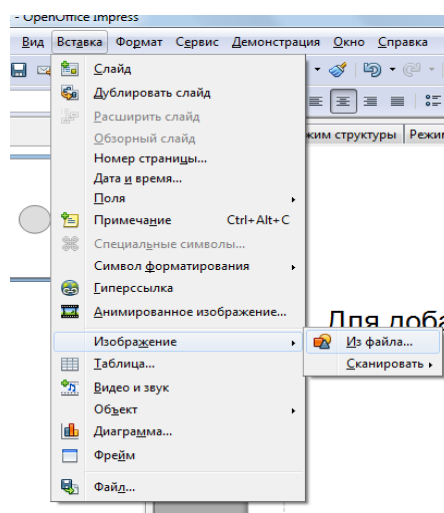 - OpenOffice Impress
Вид Вставка Формат Сервис Демонстрация Окно Справка
Слайд
Дублировать слайд
Расширить слайд
Обзорный слайд
Номер страницы...
Дата и время...
Поля
Примечание Ctrl+Alt+C
Специальные символы...
Символ форматирования
Гиперссылка
Анимированное изображение...
Изображение
Таблица...
Видео и звук
Объект
Диаграмма...
Фрейм
Файл...
жим структуры Режим
Для доба
Из файла...
Сканировать